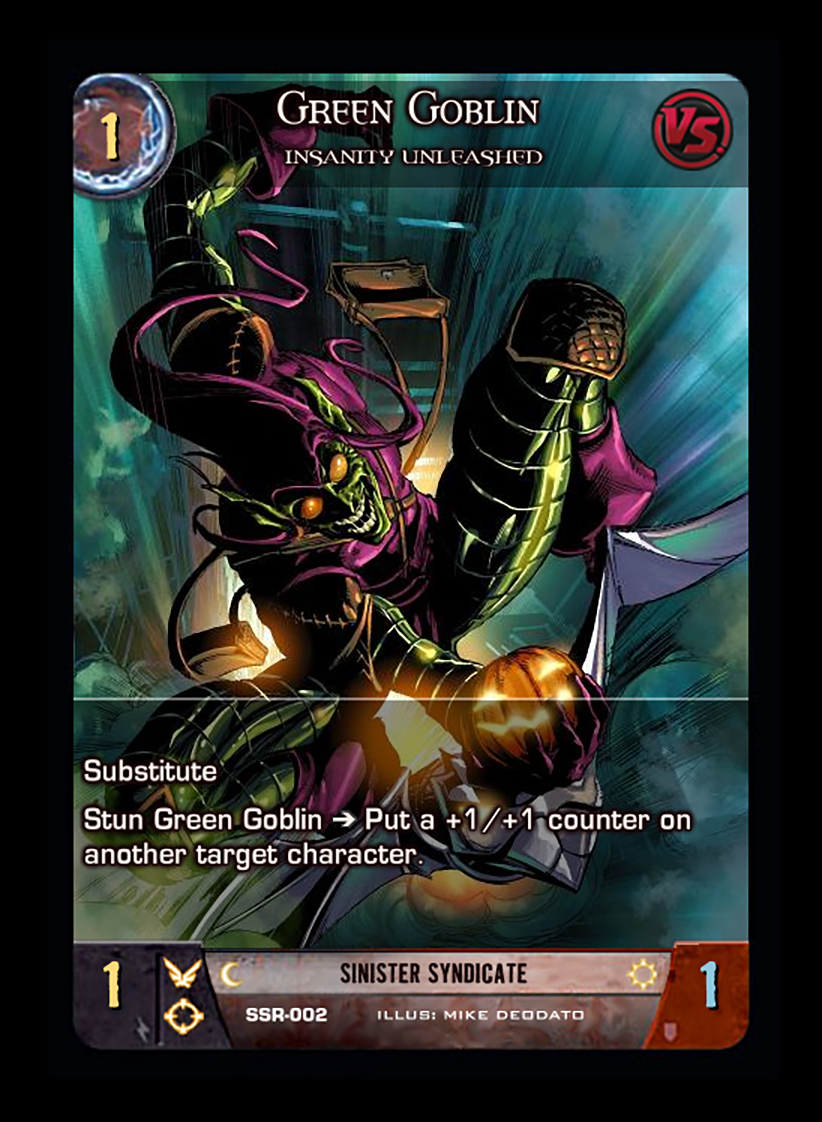 1
Green Goblin
VS.
Insanity Unleashed
Substitute
Stun Green Goblin ➔ Put a +1/+1 counter on
another target character.
1
SINISTER SYNDICATE
1
SSR-002
ILLUS: MIKE DEODATO